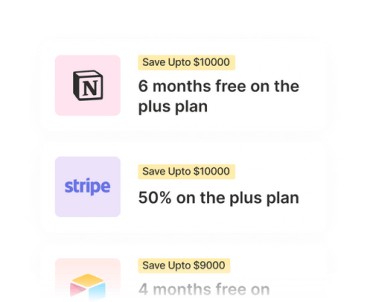 Save Upto $10000
N
6 months free on the
plus plan
Save Upto $10000
stripe
50% on the plus plan
Save Upto $9000
4 months free on